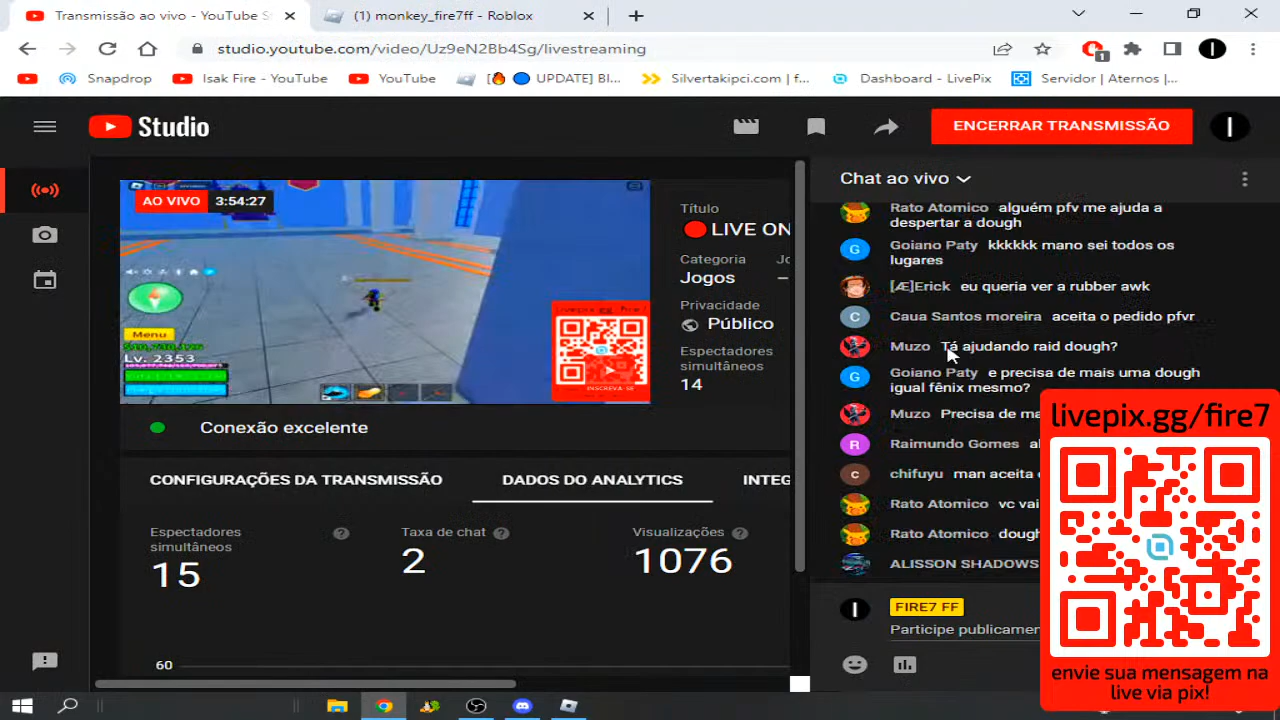 Transmissão ao vivo - YouTube S
(1) monkey_fire7ff - Roblox
studio.youtube.com/video/Uz9eN2Bb4Sg/livestreaming
1
Snapdrop
Isak Fire - YouTube
YouTube
[🔥 🔵 UPDATE] Bl...
Silvertakipci.com | f...
Dashboard - LivePix
Servidor | Aternos |...
Studio
ENCERRAR TRANSMISSÃO
AO VIVO 3:54:27
Menu
Lv. 2353
INSCREVA-SE
Título
LIVE ON
Categoria
Jogos
Privacidade
Público
Espectadores
simultâneos
14
Conexão excelente
CONFIGURAÇÕES DA TRANSMISSÃO
DADOS DO ANALYTICS
INTEG
Espectadores
simultâneos
15
Taxa de chat
2
Visualizações
1076
60
Chat ao vivo
Rato Atomico alguém pfv me ajuda a
despertar a dough
Goiano Paty kkkkkk mano sei todos os
lugares
[Æ]Erick eu queria ver a rubber awk
Caua Santos moreira aceita o pedido pfvr
Muzo Tá ajudando raid dough?
Goiano Paty e precisa de mais uma dough
igual fênix mesmo?
Muzo Precisa de ma
Raimundo Gomes al
chifuyu man aceita
Rato Atomico vc vai
Rato Atomico dough
ALISSON SHADOWS
FIRE7 FF
Participe publicamen
livepix.gg/fire7
envie sua mensagem na
live via pix!